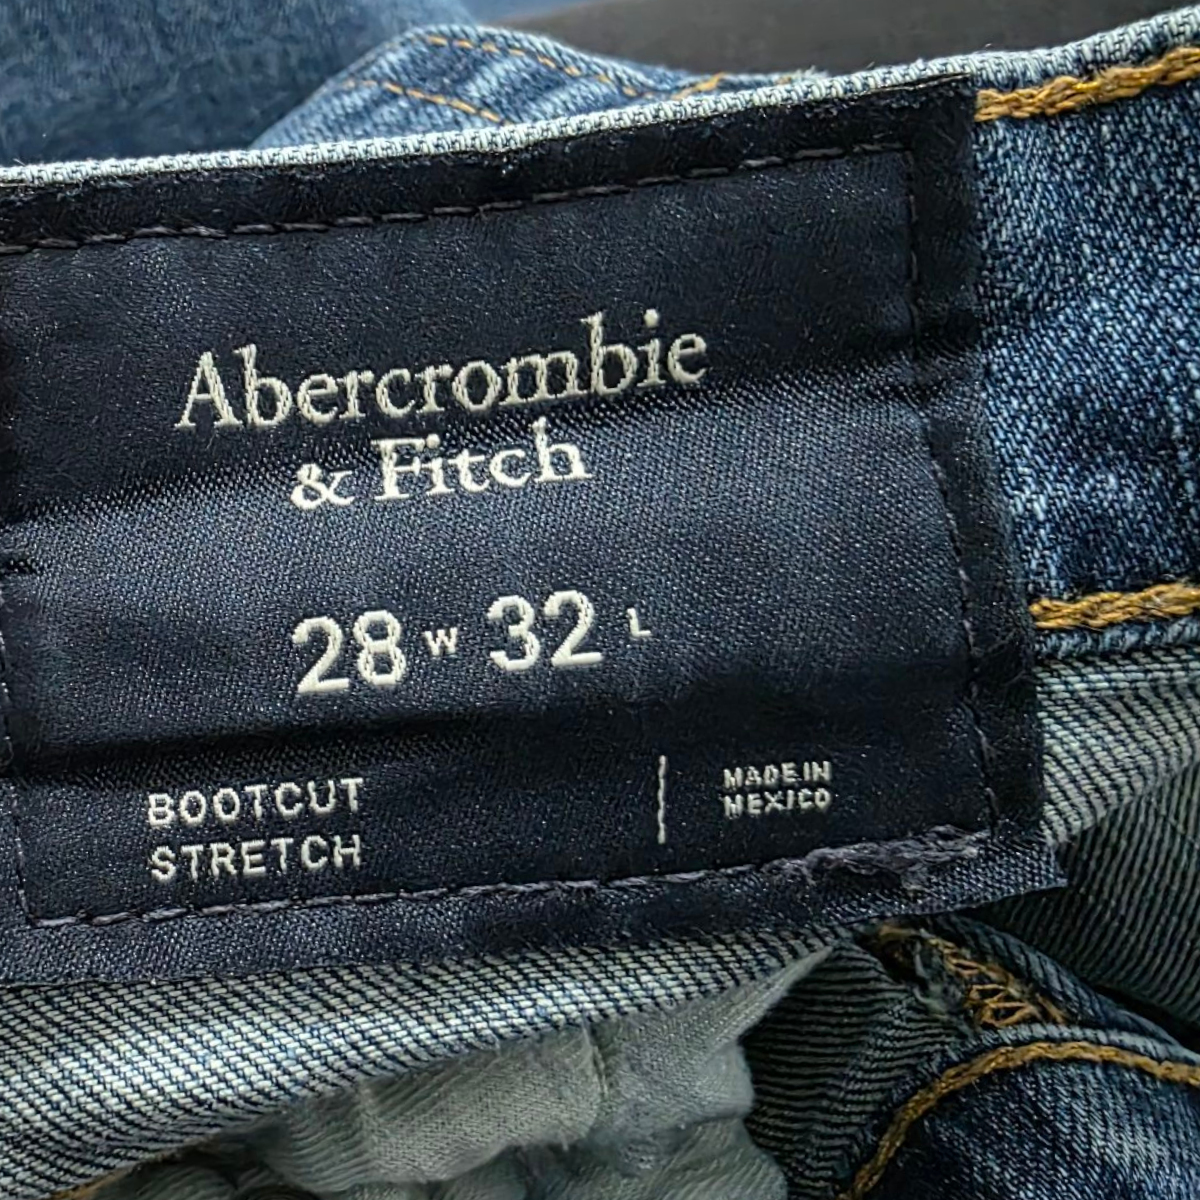 Abercrombie
& Fitch
28 W 32 L
BOOTCUT
STRETCH
MADE IN
MEXICO